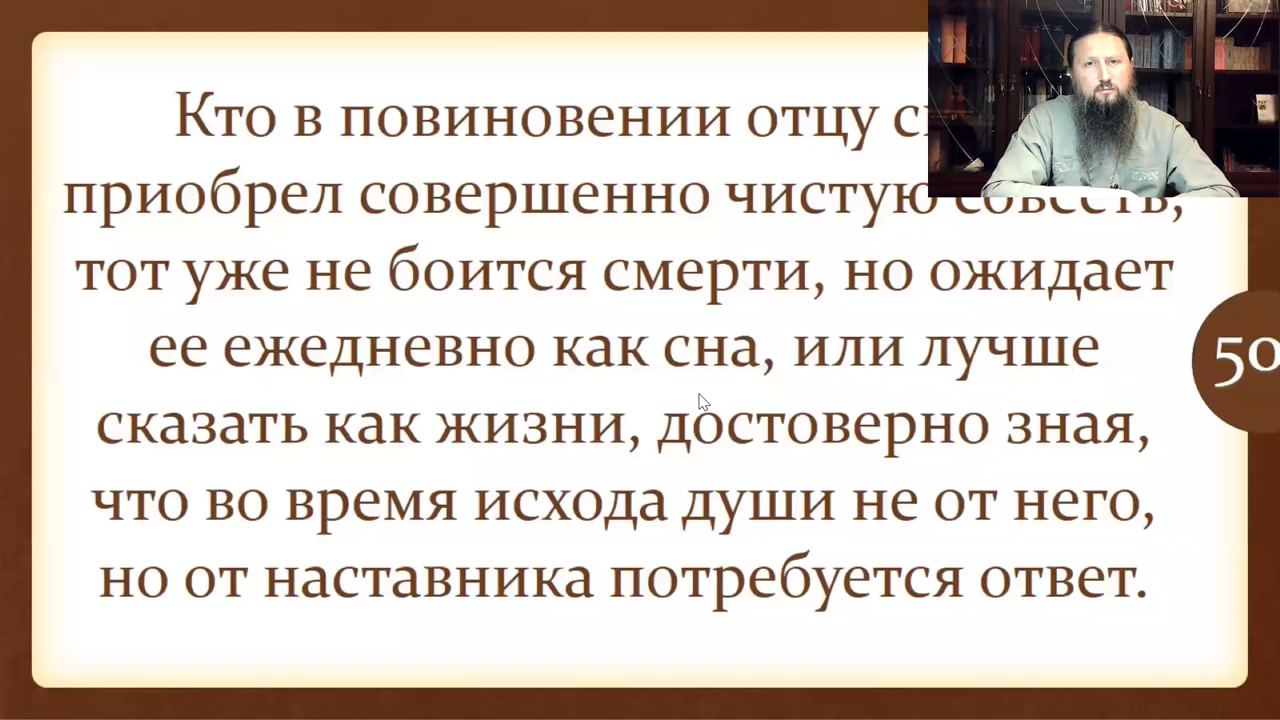 Кто в повиновении отцу
приобрел совершенно чистую совесть,
тот уже не боится смерти, но ожидает
ее ежедневно как сна, или лучше
сказать как жизни, достоверно зная,
что во время исхода души не от него,
но от наставника потребуется ответ.
50